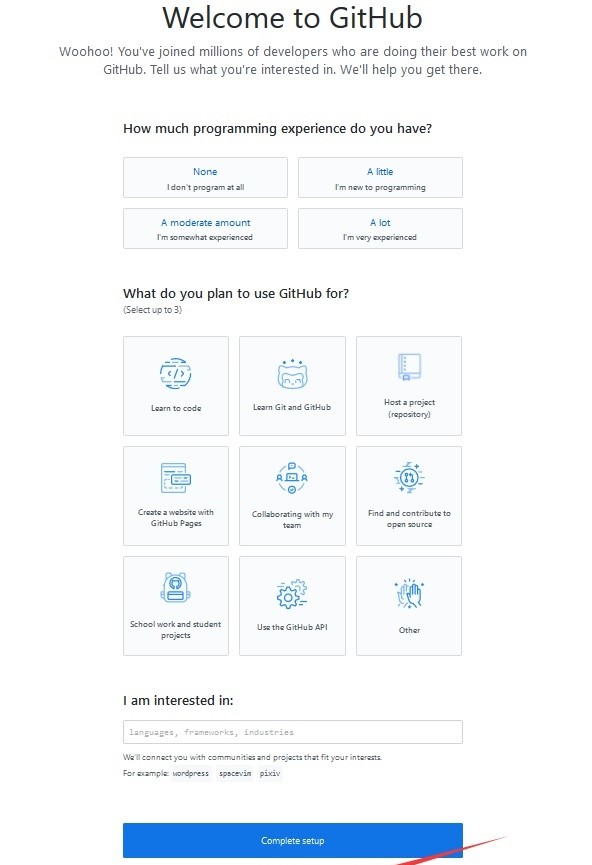 Welcome to GitHub
Woohoo! You've joined millions of developers who are doing their best work on
GitHub. Tell us what you're interested in. We'll help you get there.
How much programming experience do you have?
None
I don't program at all
A little
I'm new to programming
A moderate amount
I'm somewhat experienced
A lot
I'm very experienced
What do you plan to use GitHub for?
(Select up to 3)
Learn to code
Learn Git and GitHub
Host a project
(repository)
Create a website with
GitHub Pages
Collaborating with my
team
Find and contribute to
open source
School work and student
projects
Use the GitHub API
Other
I am interested in:
languages, frameworks, industries
We'll connect you with communities and projects that fit your interests.
For example: wordpress spacevim pixiv
Complete setup